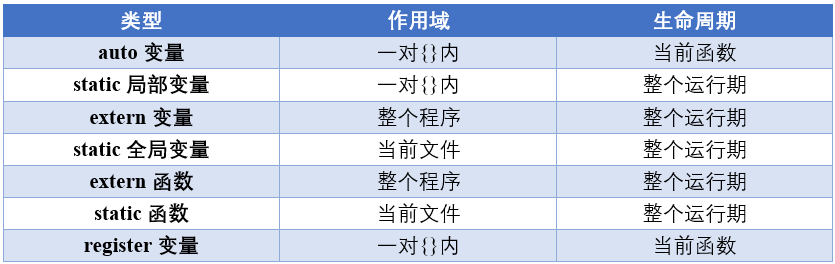 类型 作用域 生命周期
auto 变量 一对{}内 当前函数
static 局部变量 一对{}内 整个运行期
extern 变量 整个程序 整个运行期
static 全局变量 当前文件 整个运行期
extern 函数 整个程序 整个运行期
static 函数 当前文件 整个运行期
register 变量 一对{}内 当前函数